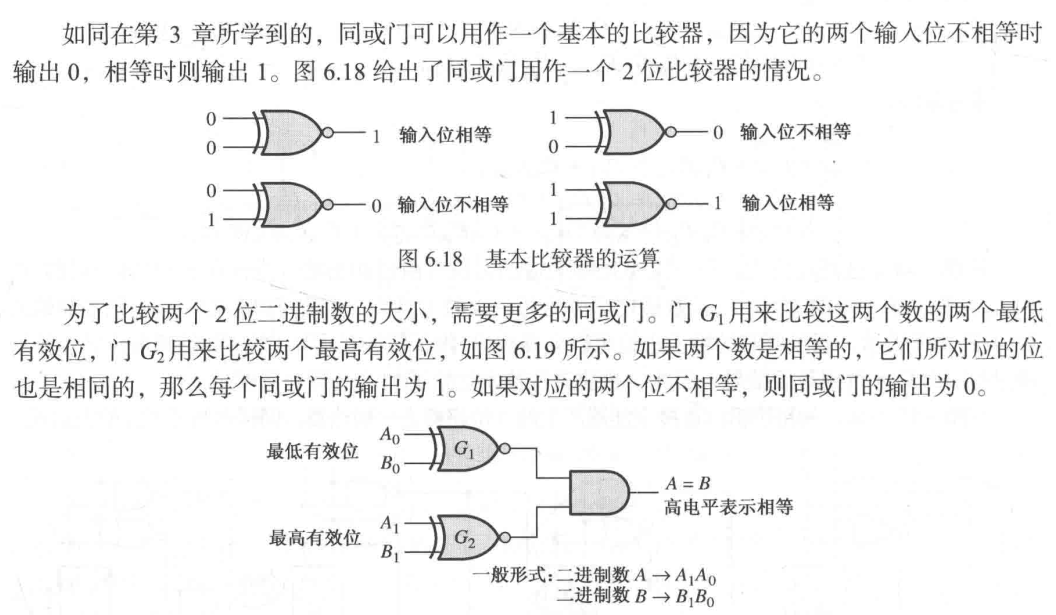 如同在第 3 章所学到的，同或门可以用作一个基本的比较器，因为它的两个输入位不相等时
输出 0，相等时则输出 1。图 6.18 给出了同或门用作一个 2 位比较器的情况。
0
0
1 输入位相等
1
0
0 输入位不相等
0
1
0 输入位不相等
1
1
1 输入位相等
图 6.18 基本比较器的运算
为了比较两个 2 位二进制数的大小，需要更多的同或门。门 G₁ 用来比较这两个数的两个最低
有效位，门 G₂ 用来比较两个最高有效位，如图 6.19 所示。如果两个数是相等的，它们所对应的位
也是相同的，那么每个同或门的输出为 1。如果对应的两个位不相等，则同或门的输出为 0。
最低有效位
A₀
B₀
G₁
A = B
高电平表示相等
最高有效位
A₁
B₁
G₂
一般形式：二进制数 A → A₁A₀
二进制数 B → B₁B₀